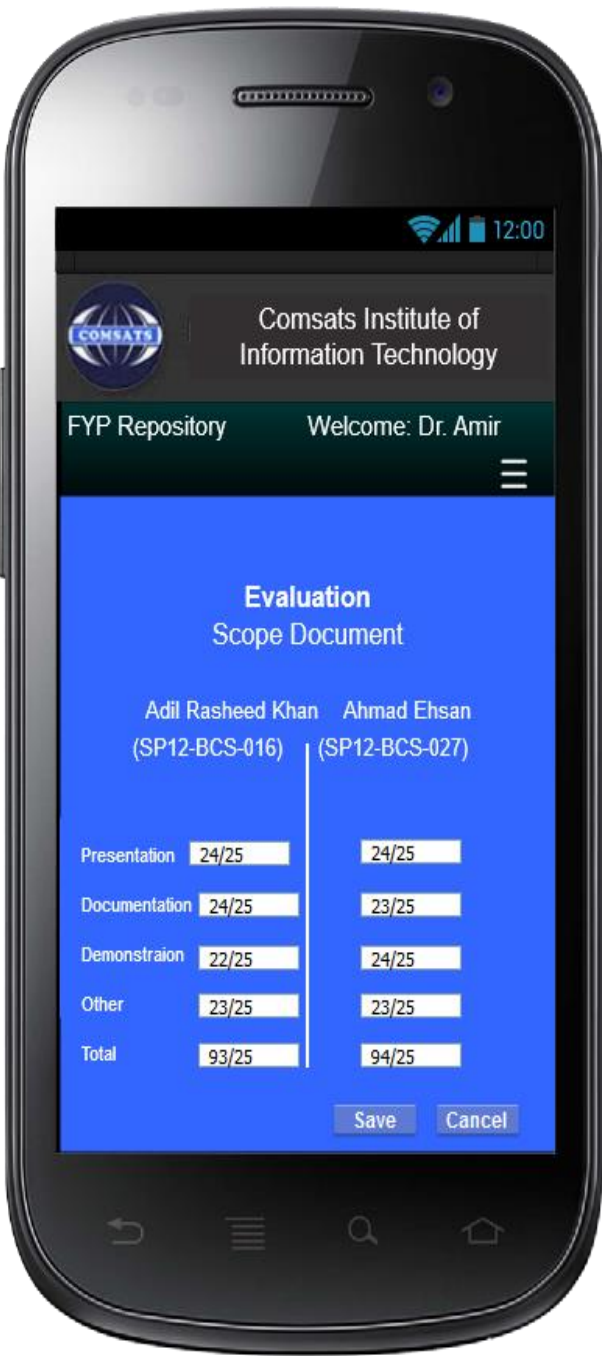 12:00
COMSATS
Comsats Institute of
Information Technology
FYP Repository Welcome: Dr. Amir
Evaluation
Scope Document
Adil Rasheed Khan Ahmad Ehsan
(SP12-BCS-016) (SP12-BCS-027)
Presentation 24/25 24/25
Documentation 24/25 23/25
Demonstraion 22/25 24/25
Other 23/25 23/25
Total 93/25 94/25
Save Cancel